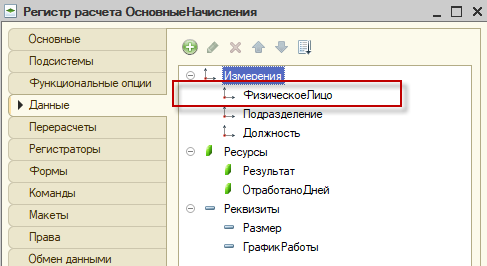 Регистр расчета ОсновныеНачисления
Основные
Подсистемы
Функциональные опции
Данные
Перерасчеты
Регистраторы
Формы
Команды
Макеты
Права
Обмен данными
Измерения
ФизическоеЛицо
Подразделение
Должность
Ресурсы
Результат
ОтработаноДней
Реквизиты
Размер
ГрафикРаботы